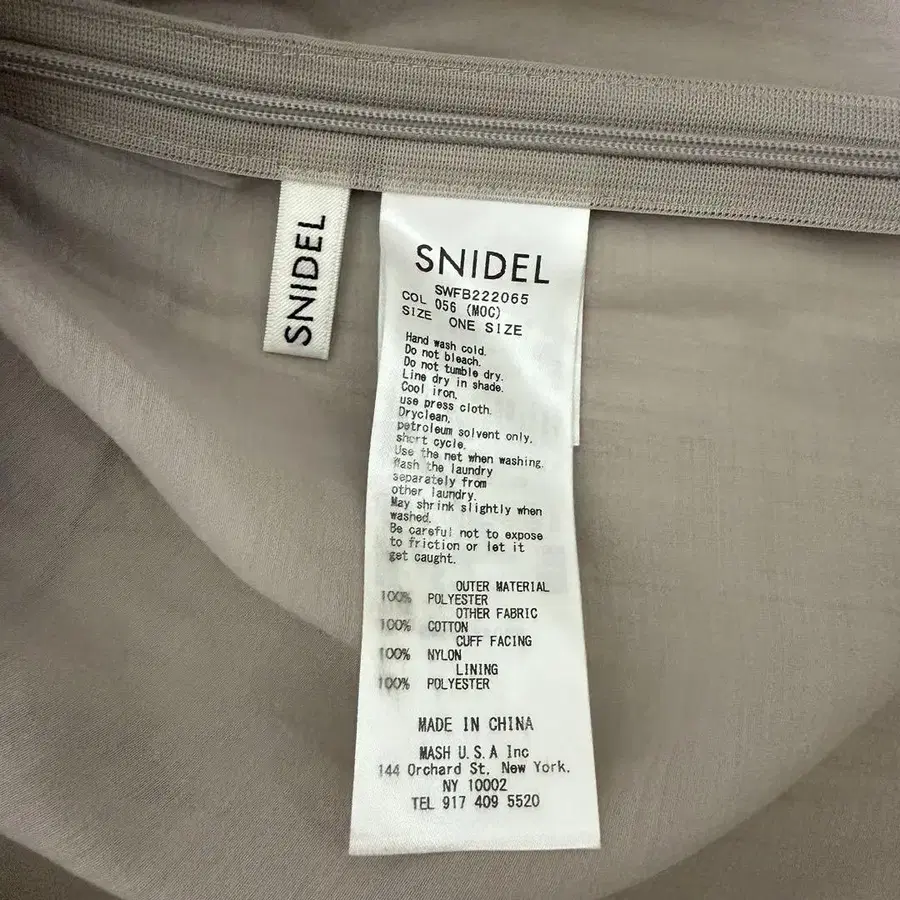 SNIDEL
SNIDEL
SWFB222065
COL 056 (MOC)
SIZE ONE SIZE
Hand wash cold.
Do not bleach.
Do not tumble dry.
Line dry in shade.
Cool iron,
use press cloth.
Dryclean,
petroleum solvent only,
short cycle.
Use the net when washing.
Wash the laundry
separately from
other laundry.
May shrink slightly when
washed.
Be careful not to expose
to friction or let it
get caught.
OUTER MATERIAL
100% POLYESTER
OTHER FABRIC
100% COTTON
CUFF FACING
100% NYLON
LINING
100% POLYESTER
MADE IN CHINA
MASH U.S.A Inc
144 Orchard St, New York.
NY 10002
TEL 917 409 5520